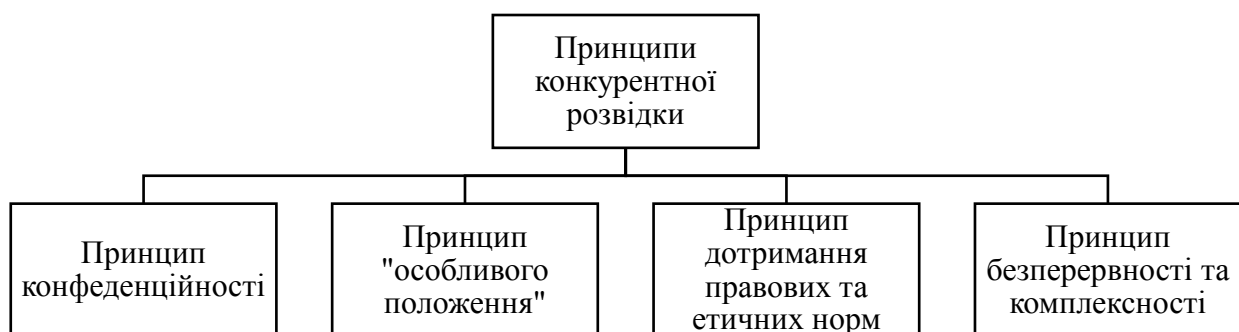 Принципи
конкурентної
розвідки
Принцип
конфеденційності
Принцип
"особливого
положення"
Принцип
дотримання
правових та
етичних норм
Принцип
безперервності та
комплексності